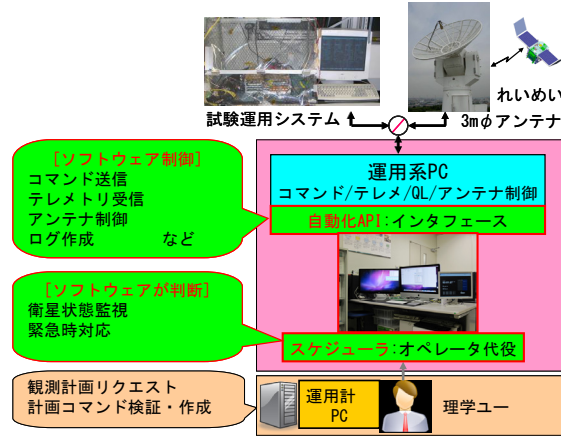 れいめい
試験運用システム
3mφアンテナ
[ソフトウェア制御]
コマンド送信
テレメトリ受信
アンテナ制御
ログ作成 など
運用系PC
コマンド/テレメ/QL/アンテナ制御
自動化API:インタフェース
[ソフトウェアが判断]
衛星状態監視
緊急時対応
スケジューラ:オペレータ代役
観測計画リクエスト
計画コマンド検証・作成
運用計
PC
理学ユー